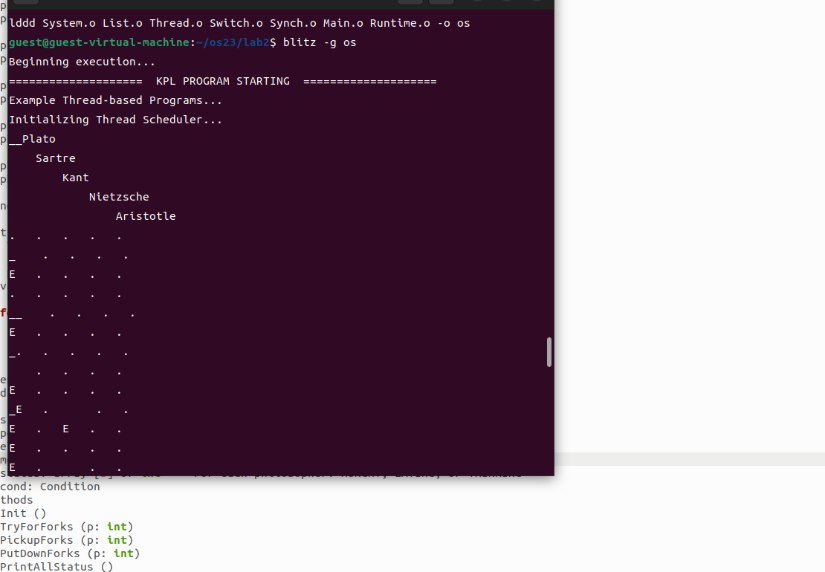 lddd System.o List.o Thread.o Switch.o Synch.o Main.o Runtime.o -o os
guest@guest-virtual-machine:~/os23/lab2$ blitz -g os
Beginning execution...
==================== KPL PROGRAM STARTING ====================
Example Thread-based Programs...
Initializing Thread Scheduler...
__Plato
Sartre
Kant
Nietzsche
Aristotle
. . . . .
_ . . . .
E . . . .
. . . . .
__ . . . .
E . . . .
_. . . . .
. . . .
E . . . .
_E . . .
E . E . .
E . . . .
E . . .
cond: Condition
thods
Init ()
TryForForks (p: int)
PickupForks (p: int)
PutDownForks (p: int)
PrintAllStatus ()